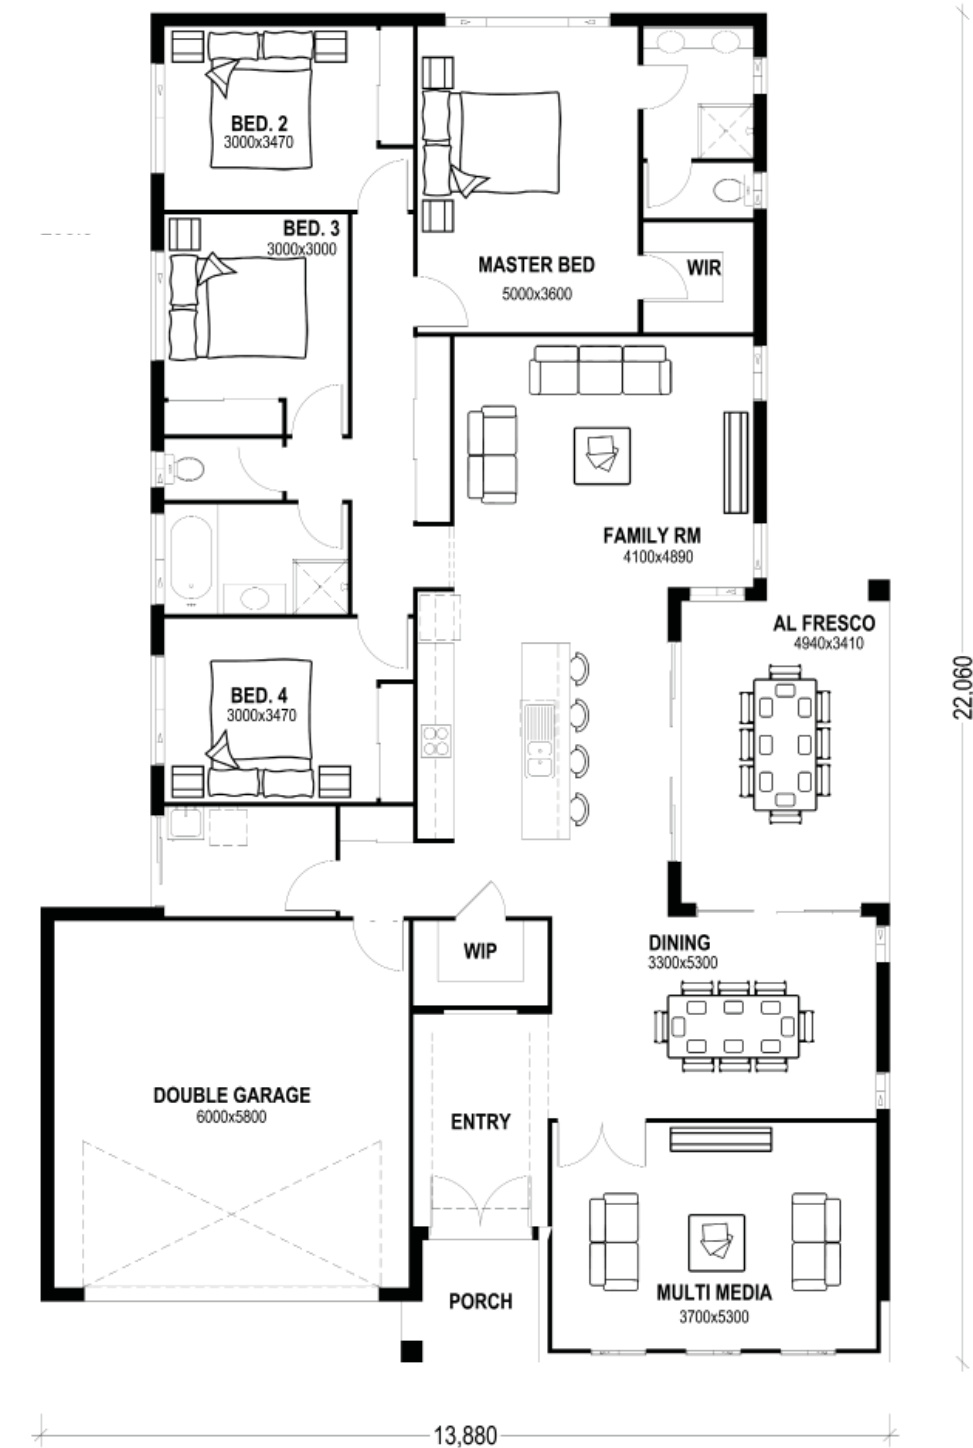 BED. 2
3000x3470
BED. 3
3000x3000
MASTER BED
5000x3600
WIR
FAMILY RM
4100x4890
AL FRESCO
4940x3410
22,060
BED. 4
3000x3470
WIP
DINING
3300x5300
DOUBLE GARAGE
6000x5800
ENTRY
PORCH
MULTI MEDIA
3700x5300
13,880